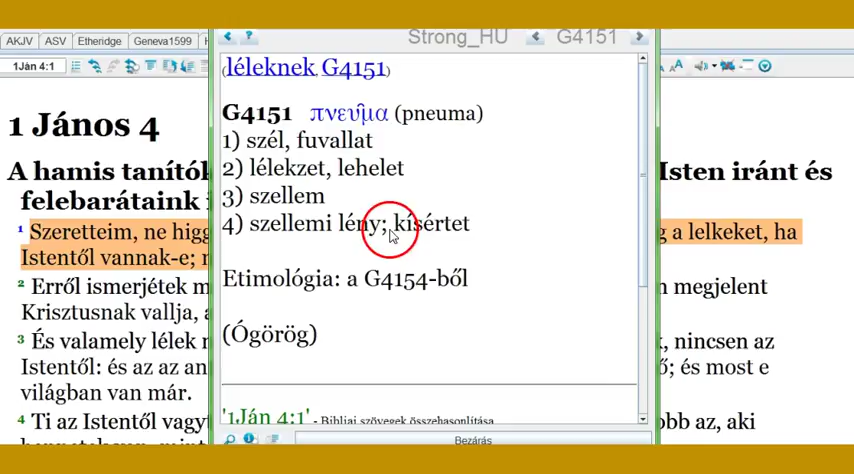 Strong_HU G4151
AKJV ASV Etheridge Geneva1599
1Ján 4:1
(léleknek, G4151)
G4151 πνεῦμα (pneuma)
1) szél, fuvallat
2) lélekzet, lehelet
3) szellem
4) szellemi lény; kísértet
Etimológia: a G4154-ből
(Ógörög)
'1Ján 4:1' - Bibliai szövegek összehasonlítása
Bezárás
1 János 4
A hamis tanítók Isten iránt és
felebarátaink
1 Szeretteim, ne a lelkeket, ha
Istentől vannak-e;
2 Erről ismerjétek megjelent
Krisztusnak vallja,
3 És valamely lélek nincsen az
Istentől: és az az és most e
világban van már.
4 Ti az Istentől az, aki